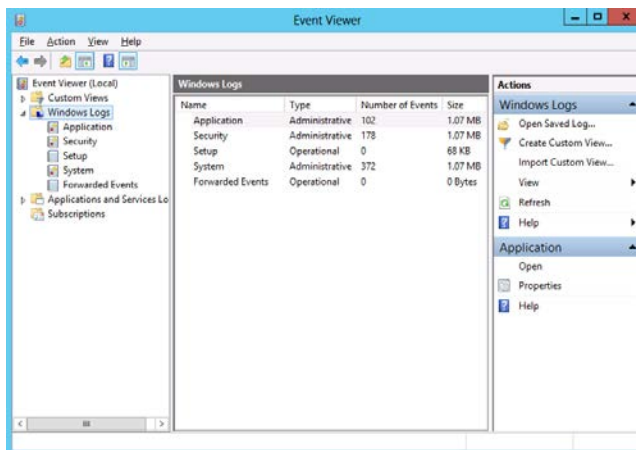 Event Viewer
File Action View Help
Event Viewer (Local)
Custom Views
Windows Logs
Application
Security
Setup
System
Forwarded Events
Applications and Services Lo
Subscriptions
Windows Logs
Name Type Number of Events Size
Application Administrative 102 1.07 MB
Security Administrative 178 1.07 MB
Setup Operational 0 68 KB
System Administrative 372 1.07 MB
Forwarded Events Operational 0 0 Bytes
Actions
Windows Logs
Open Saved Log...
Create Custom View...
Import Custom View...
View
Refresh
Help
Application
Open
Properties
Help